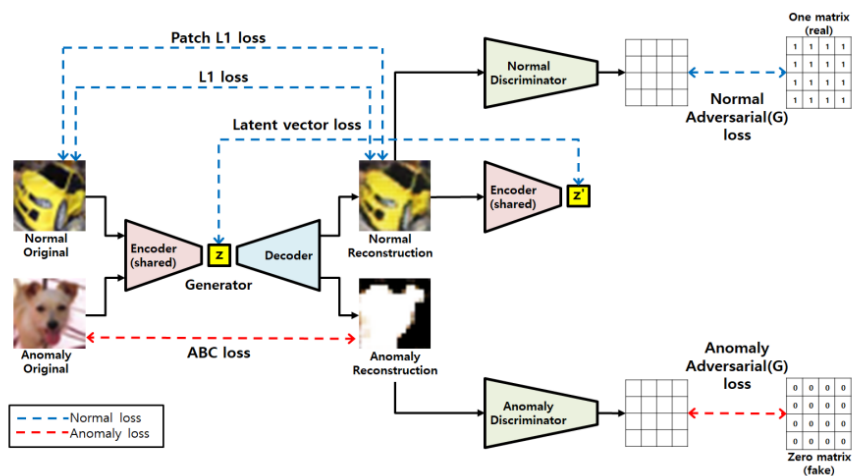 One matrix
(real)
Patch L1 loss
Normal
Discriminator
1 1 1 1
1 1 1 1
1 1 1 1
1 1 1 1
L1 loss
Normal
Adversarial(G)
loss
Latent vector loss
Normal
Original
Encoder
(shared)
z
Decoder
Generator
Normal
Reconstruction
Encoder
(shared)
z'
Anomaly
Original
ABC loss
Anomaly
Reconstruction
Anomaly
Adversarial(G)
loss
Anomaly
Discriminator
0 0 0 0
0 0 0 0
0 0 0 0
0 0 0 0
Zero matrix
(fake)
Normal loss
Anomaly loss